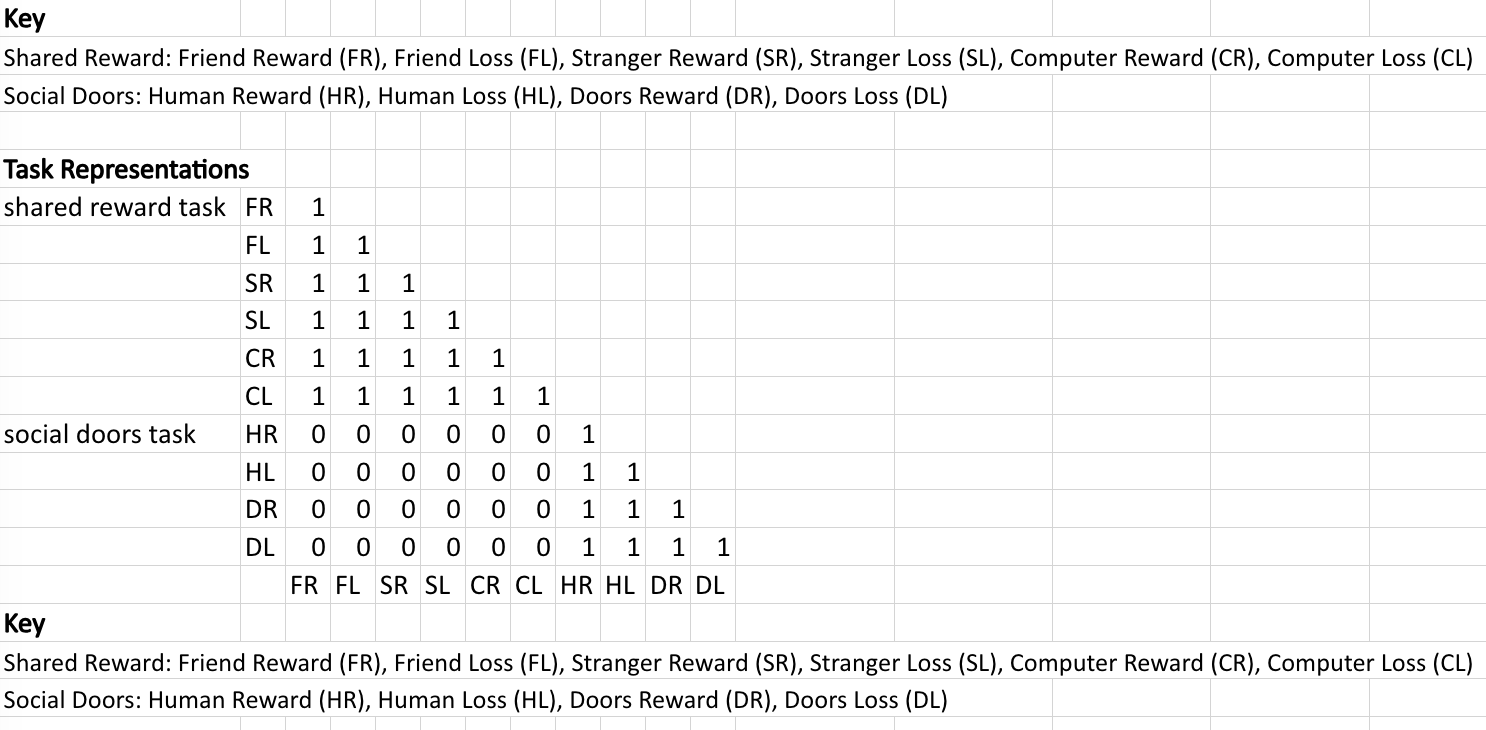 Key
Shared Reward: Friend Reward (FR), Friend Loss (FL), Stranger Reward (SR), Stranger Loss (SL), Computer Reward (CR), Computer Loss (CL)
Social Doors: Human Reward (HR), Human Loss (HL), Doors Reward (DR), Doors Loss (DL)
Task Representations
shared reward task FR 1
FL 1 1
SR 1 1 1
SL 1 1 1 1
CR 1 1 1 1 1
CL 1 1 1 1 1 1
social doors task HR 0 0 0 0 0 0 1
HL 0 0 0 0 0 0 1 1
DR 0 0 0 0 0 0 1 1 1
DL 0 0 0 0 0 0 1 1 1 1
FR FL SR SL CR CL HR HL DR DL
Key
Shared Reward: Friend Reward (FR), Friend Loss (FL), Stranger Reward (SR), Stranger Loss (SL), Computer Reward (CR), Computer Loss (CL)
Social Doors: Human Reward (HR), Human Loss (HL), Doors Reward (DR), Doors Loss (DL)